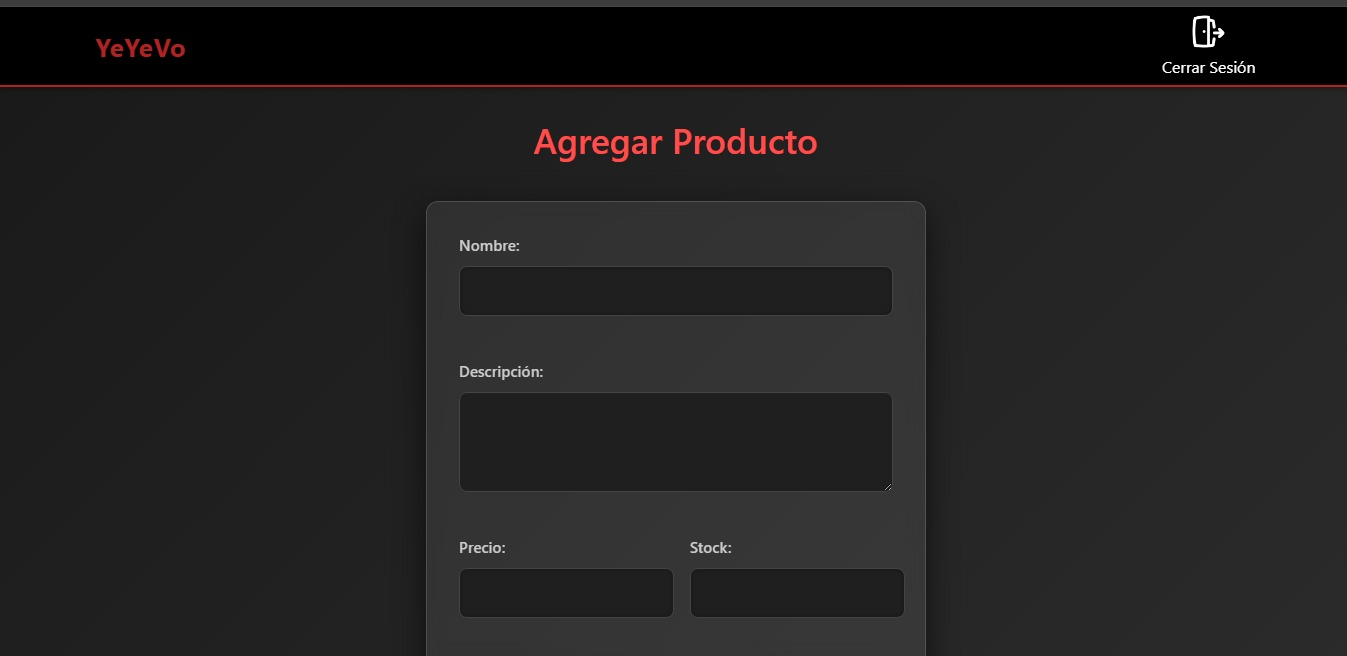 YeYeVo
Cerrar Sesión
Agregar Producto
Nombre:
Descripción:
Precio: Stock: